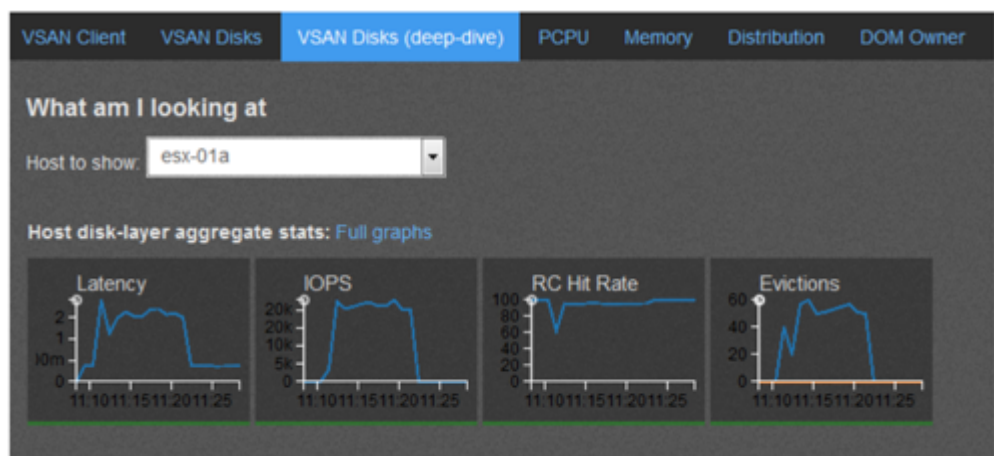 VSAN Client VSAN Disks VSAN Disks (deep-dive) PCPU Memory Distribution DOM Owner
What am I looking at
Host to show: esx-01a
Host disk-layer aggregate stats: Full graphs
Latency IOPS RC Hit Rate Evictions
2 20k 100 60
1 20k 80 40
00m 10k 60 20
0 5k 40 0
0 20
0
11:10 11:15 11:20 11:25 11:10 11:15 11:20 11:25 11:10 11:15 11:20 11:25 11:10 11:15 11:20 11:25